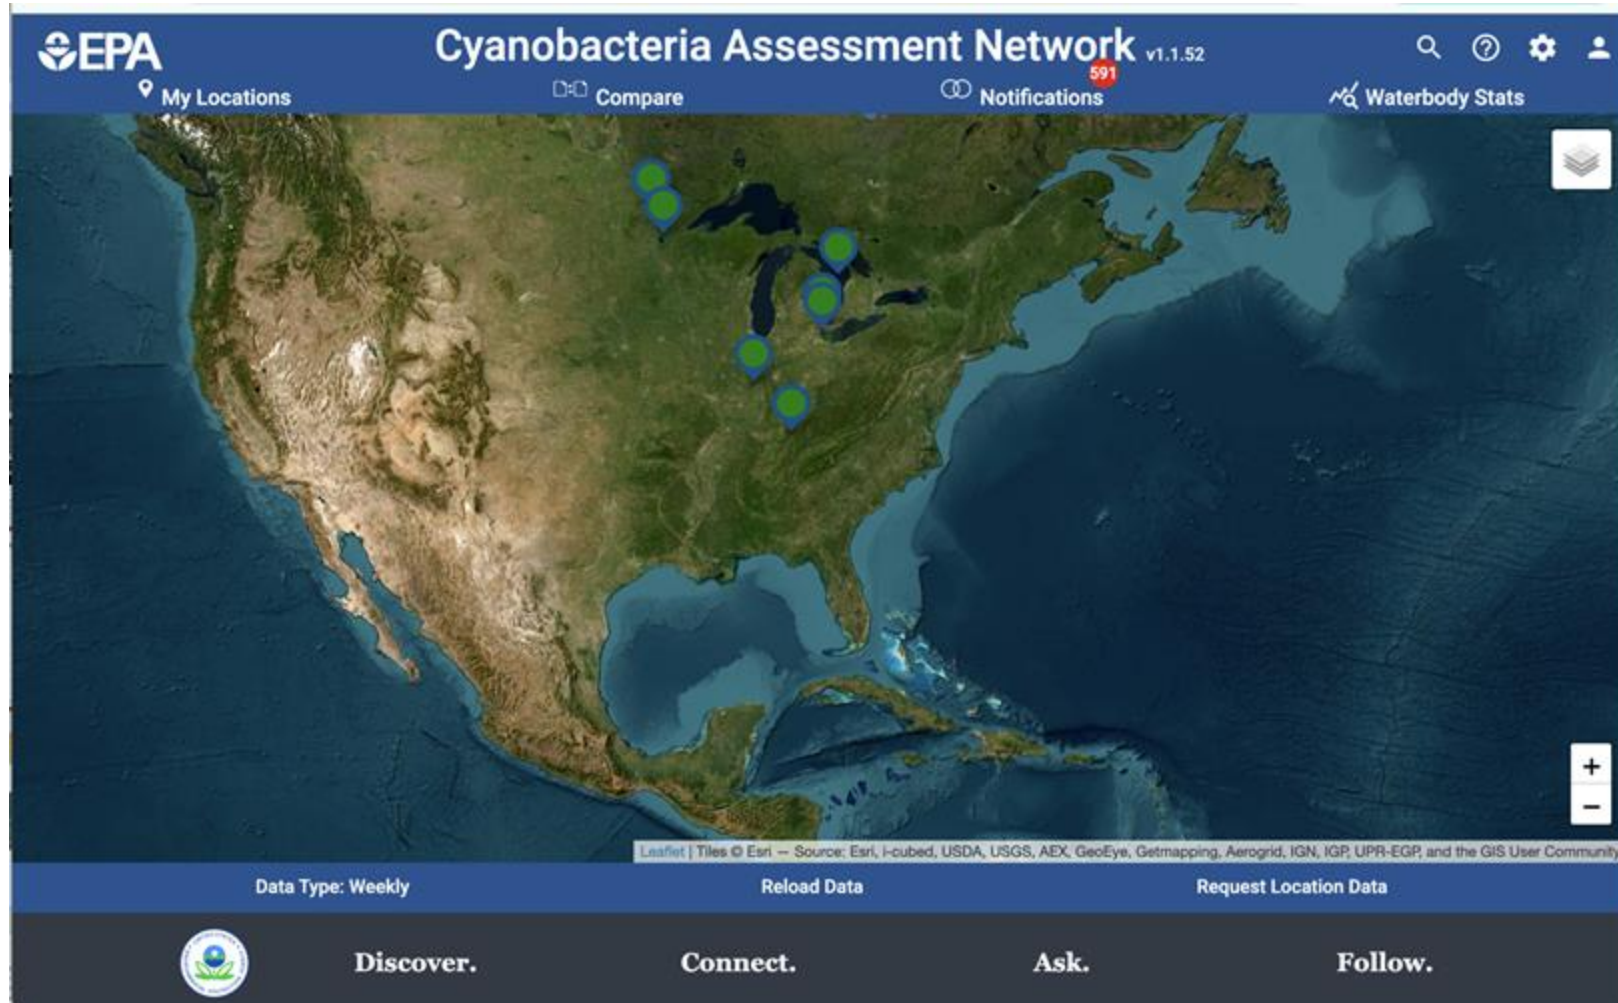 EPA
Cyanobacteria Assessment Network v1.1.52
My Locations
Compare
591
Notifications
Waterbody Stats
+
−
Leaflet | Tiles © Esri — Source: Esri, i-cubed, USDA, USGS, AEX, GeoEye, Getmapping, Aerogrid, IGN, IGP, UPR-EGP, and the GIS User Community
Data Type: Weekly
Reload Data
Request Location Data
Discover.
Connect.
Ask.
Follow.